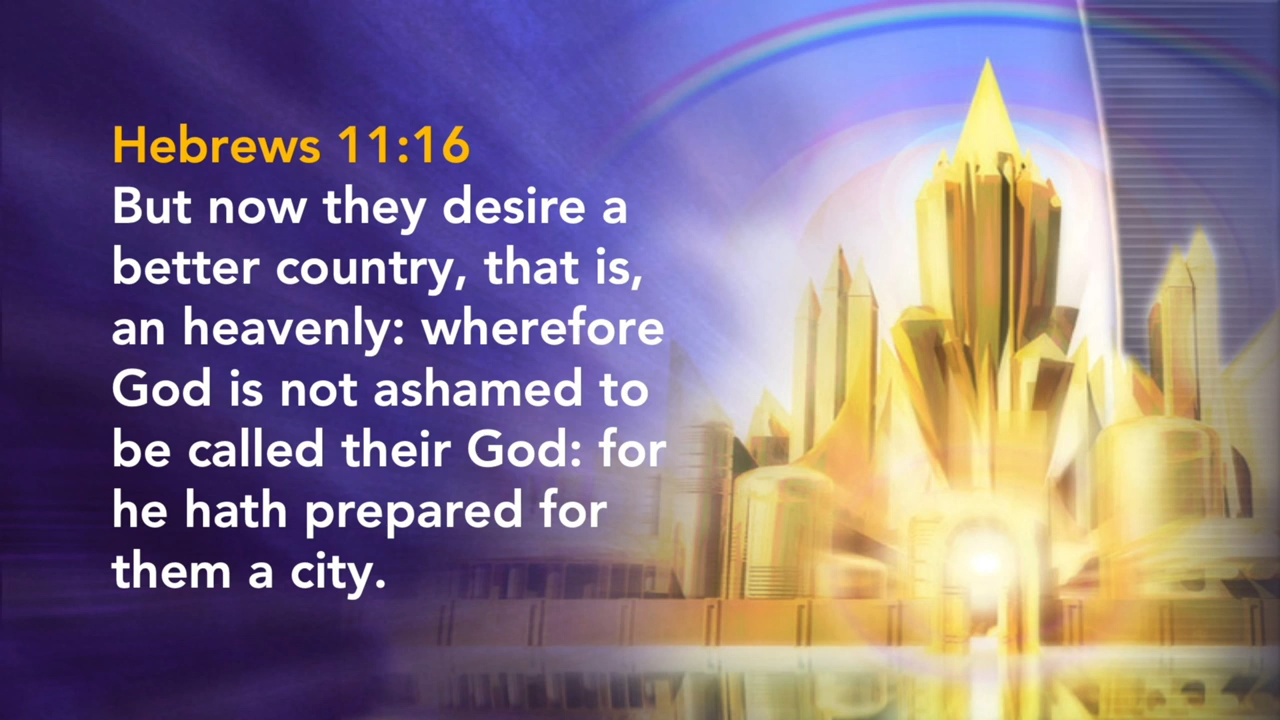 Hebrews 11:16
But now they desire a
better country, that is,
an heavenly: wherefore
God is not ashamed to
be called their God: for
he hath prepared for
them a city.